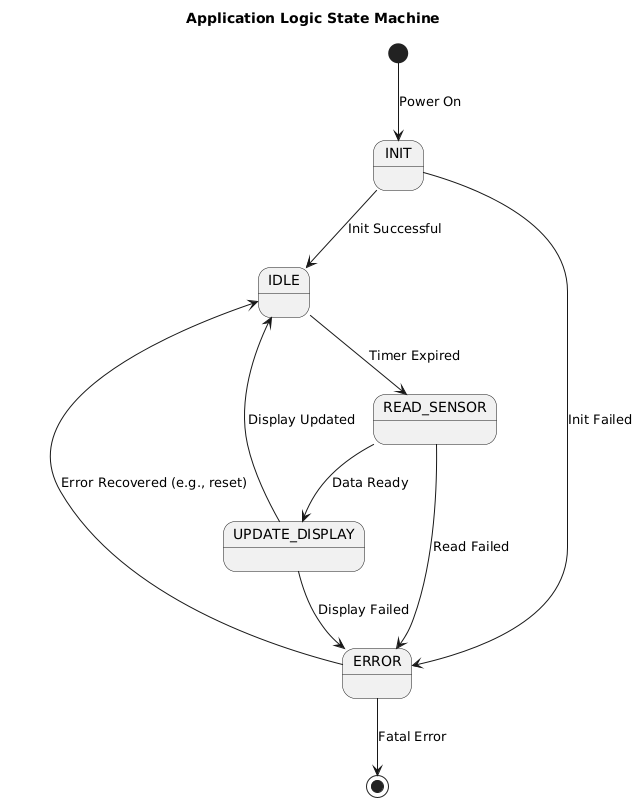 Application Logic State Machine
Power On
INIT
Init Successful
IDLE
Timer Expired
READ_SENSOR
Display Updated
Init Failed
Error Recovered (e.g., reset)
Data Ready
UPDATE_DISPLAY
Read Failed
Display Failed
ERROR
Fatal Error